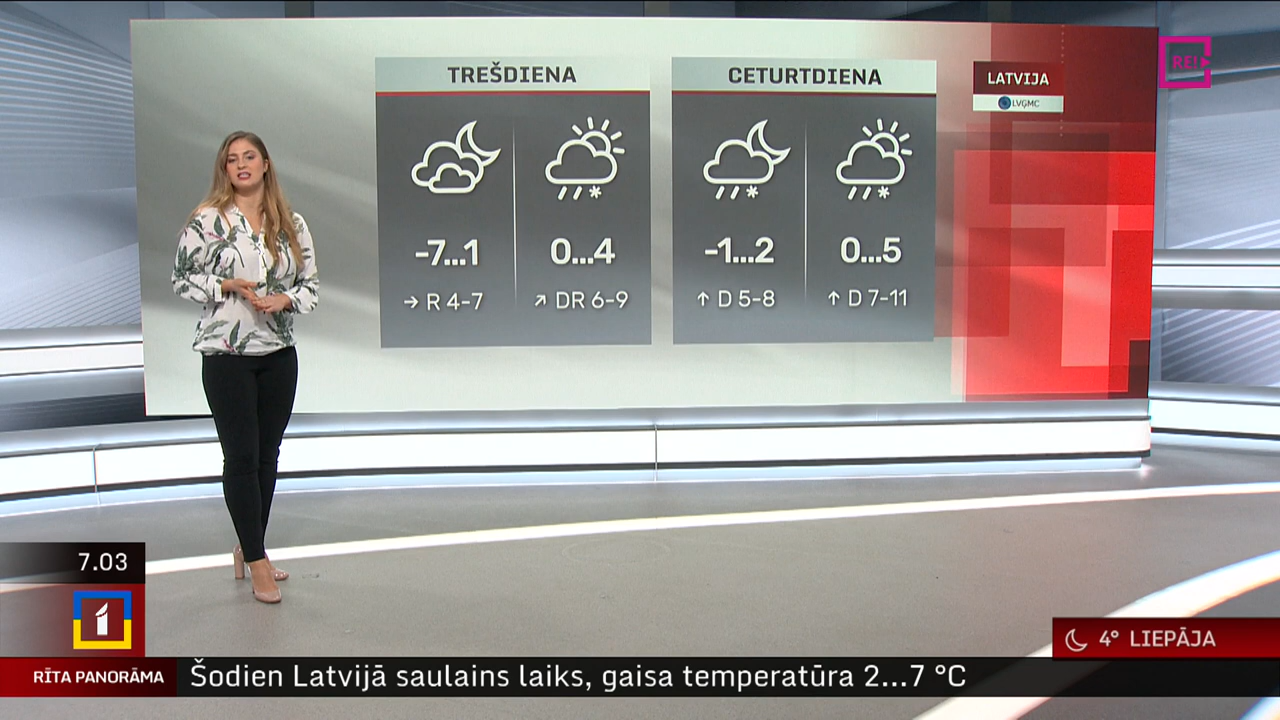 TREŠDIENA
CETURTDIENA
LATVIJA
LVĢMC
RE!
-7...1
0...4
-1...2
0...5
→ R 4-7
↗ DR 6-9
↑ D 5-8
↑ D 7-11
7.03
1
4° LIEPĀJA
RĪTA PANORĀMA
Šodien Latvijā saulains laiks, gaisa temperatūra 2...7 °C